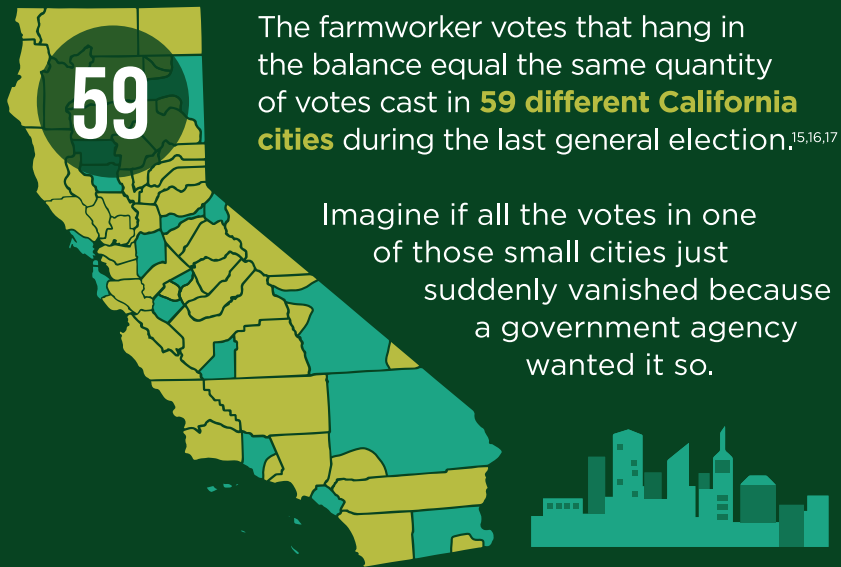 59
The farmworker votes that hang in
the balance equal the same quantity
of votes cast in 59 different California
cities during the last general election.15,16,17
Imagine if all the votes in one
of those small cities just
suddenly vanished because
a government agency
wanted it so.